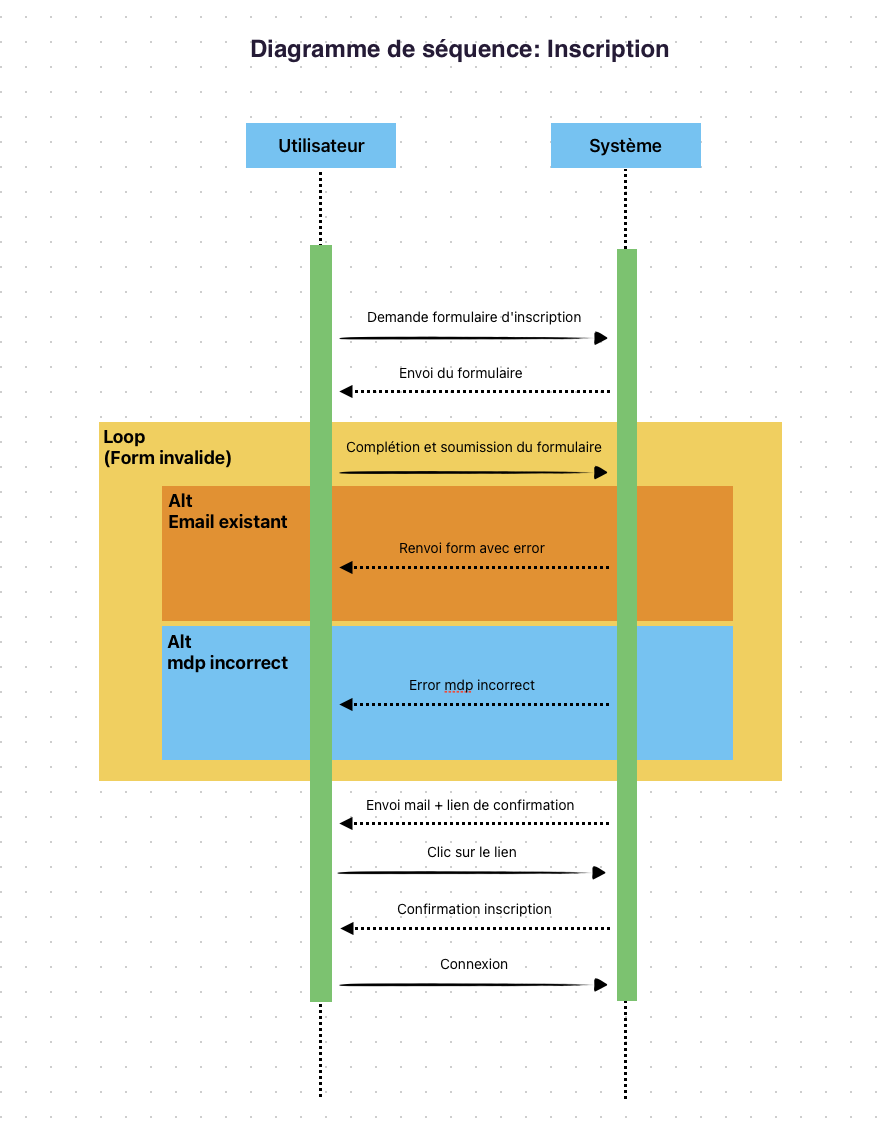 Diagramme de séquence: Inscription
Utilisateur
Système
Demande formulaire d'inscription
Envoi du formulaire
Loop
(Form invalide)
Complétion et soumission du formulaire
Alt
Email existant
Renvoi form avec error
Alt
mdp incorrect
Error mdp incorrect
Envoi mail + lien de confirmation
Clic sur le lien
Confirmation inscription
Connexion